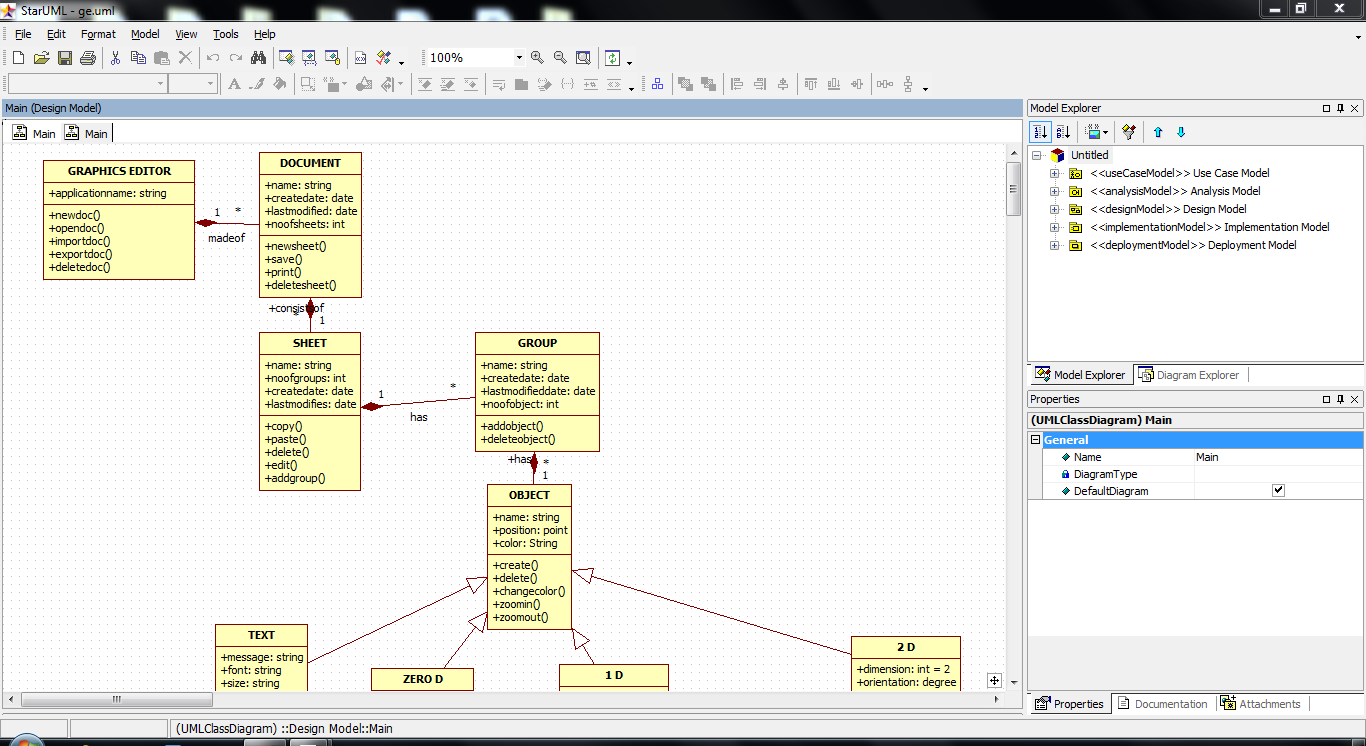 StarUML - ge.uml
File Edit Format Model View Tools Help
100%
Main (Design Model)
Main Main
GRAPHICS EDITOR
+applicationname: string
+newdoc()
+opendoc()
+importdoc()
+exportdoc()
+deletedoc()
1 *
madeof
DOCUMENT
+name: string
+createdate: date
+lastmodified: date
+noofsheets: int
+newsheet()
+save()
+print()
+deletesheet()
+consistof
*
1
SHEET
+name: string
+noofgroups: int
+createdate: date
+lastmodifies: date
+copy()
+paste()
+delete()
+edit()
+addgroup()
1 *
has
GROUP
+name: string
+createdate: date
+lastmodifieddate: date
+noofobject: int
+addobject()
+deleteobject()
+has *
1
OBJECT
+name: string
+position: point
+color: String
+create()
+delete()
+changecolor()
+zoomin()
+zoomout()
TEXT
+message: string
+font: string
+size: string
ZERO D
1 D
2 D
+dimension: int = 2
+orientation: degree
Model Explorer
Untitled
<<useCaseModel>> Use Case Model
<<analysisModel>> Analysis Model
<<designModel>> Design Model
<<implementationModel>> Implementation Model
<<deploymentModel>> Deployment Model
Model Explorer Diagram Explorer
Properties
(UMLClassDiagram) Main
General
Name Main
DiagramType
DefaultDiagram
Properties Documentation Attachments
(UMLClassDiagram) ::Design Model::Main